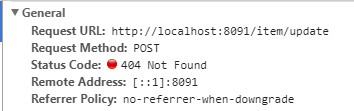 General
Request URL: http://localhost:8091/item/update
Request Method: POST
Status Code: 404 Not Found
Remote Address: [::1]:8091
Referrer Policy: no-referrer-when-downgrade